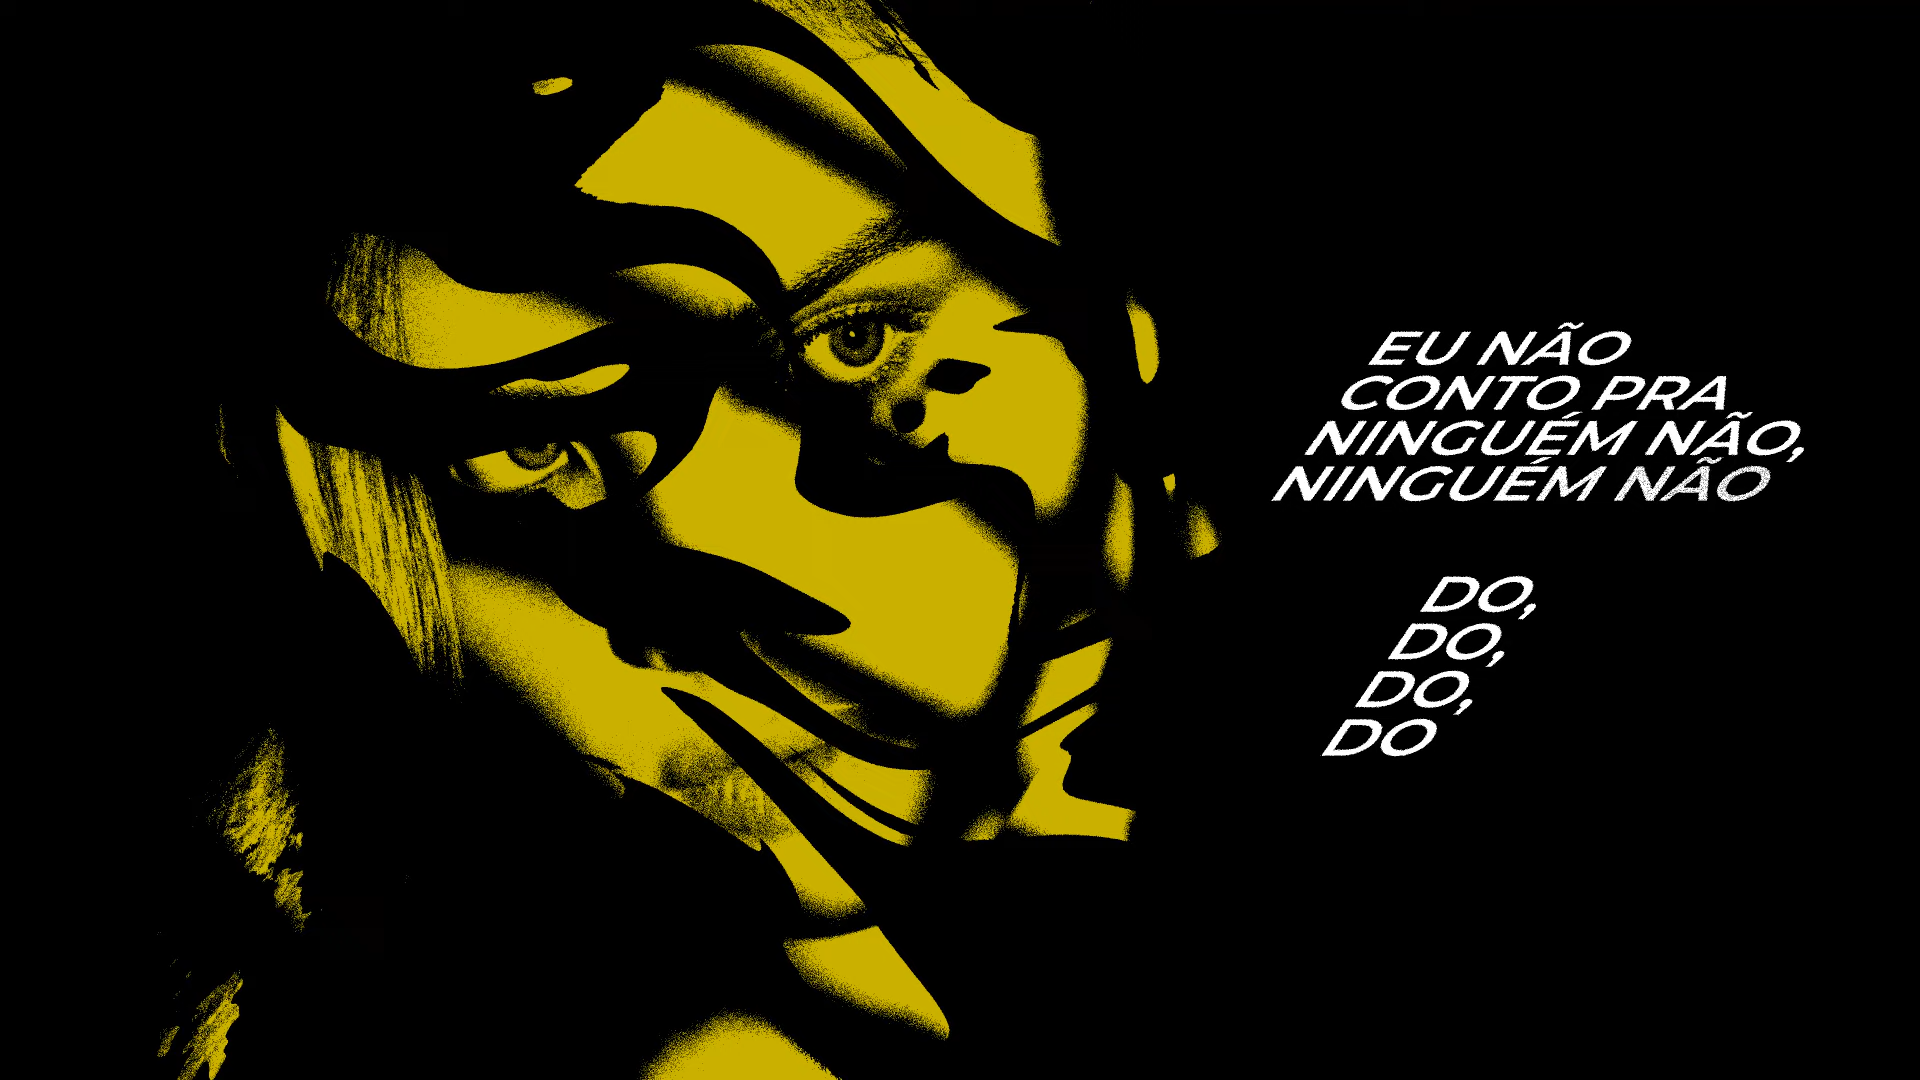 EU NÃO
CONTO PRA
NINGUÉM NÃO,
NINGUÉM NÃO
DO,
DO,
DO,
DO